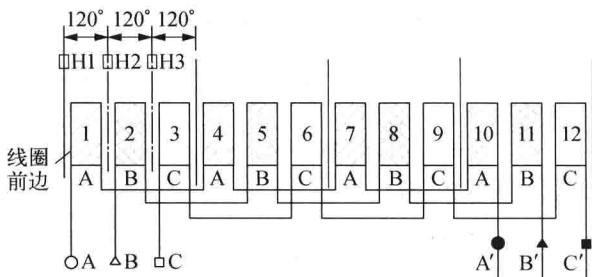 120° 120° 120°
H1 H2 H3
1 2 3 4 5 6 7 8 9 10 11 12
线圈
前边
A B C A B C A B C A B C
A B C A′ B′ C′